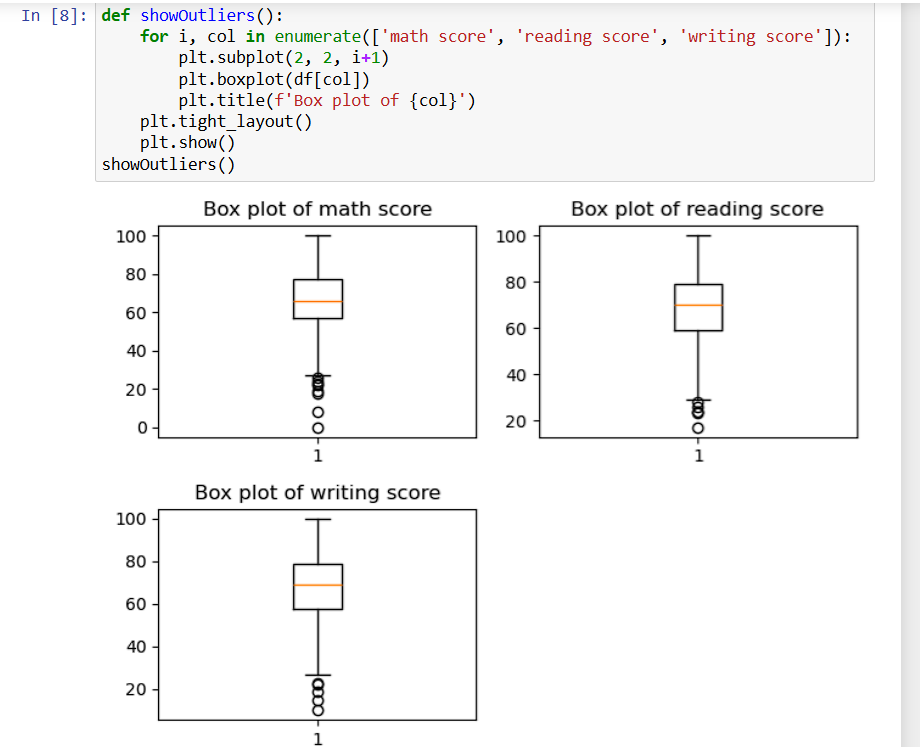 In [8]: def showOutliers():
    for i, col in enumerate(['math score', 'reading score', 'writing score']):
        plt.subplot(2, 2, i+1)
        plt.boxplot(df[col])
        plt.title(f'Box plot of {col}')
    plt.tight_layout()
    plt.show()
showOutliers()
Box plot of math score
100
80
60
40
20
0
1
Box plot of reading score
100
80
60
40
20
1
Box plot of writing score
100
80
60
40
20
1